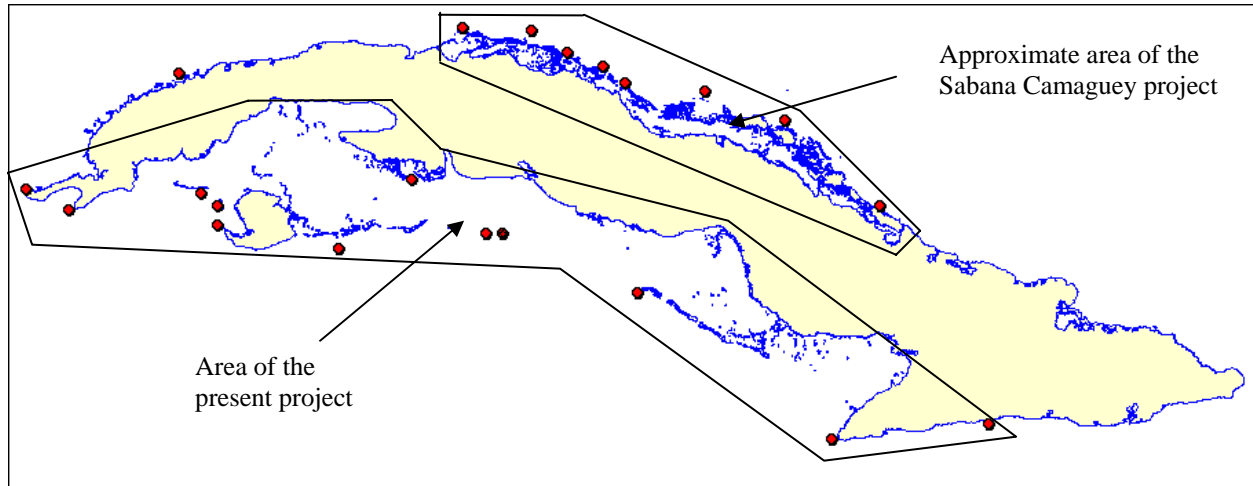 Approximate area of the
Sabana Camaguey project
Area of the
present project